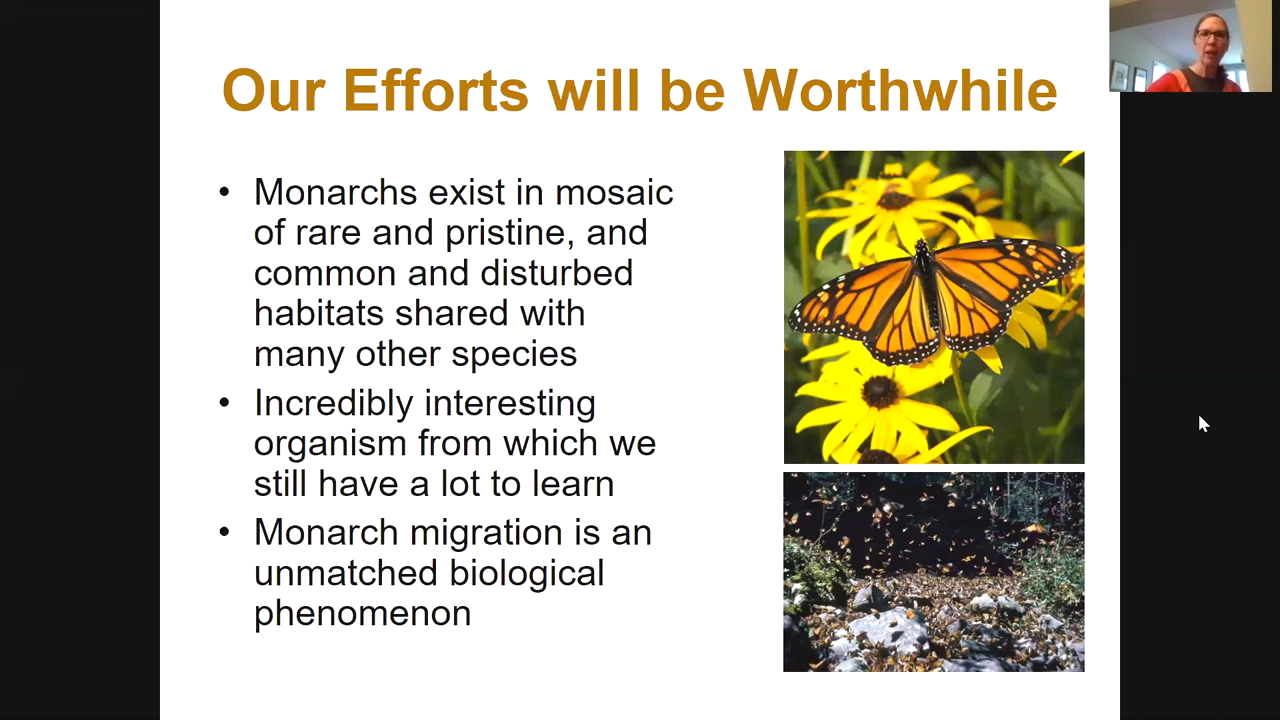 Our Efforts will be Worthwhile
• Monarchs exist in mosaic
of rare and pristine, and
common and disturbed
habitats shared with
many other species
• Incredibly interesting
organism from which we
still have a lot to learn
• Monarch migration is an
unmatched biological
phenomenon